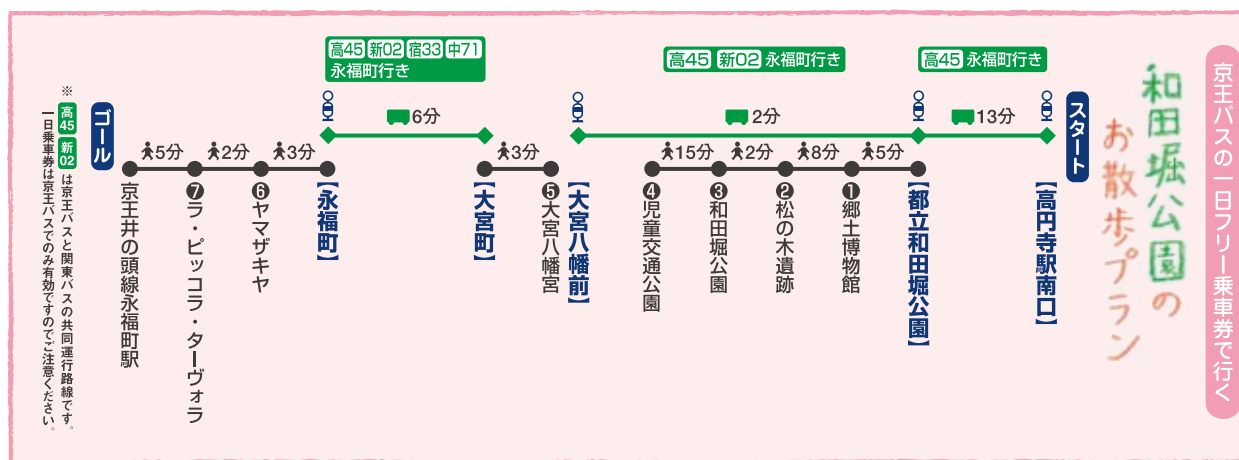 京王バスの一日フリー乗車券で行く
和田堀公園の
お散歩プラン
スタート
高45 永福町行き
13分
【高円寺駅南口】
高45 新02 永福町行き
2分
【都立和田堀公園】
5分
❶郷土博物館
8分
❷松の木遺跡
2分
❸和田堀公園
15分
❹児童交通公園
【大宮八幡前】
❺大宮八幡宮
3分
【大宮町】
高45 新02 宿33 中71
永福町行き
6分
【永福町】
3分
❻ヤマザキヤ
2分
❼ラ・ピッコラ・ターヴォラ
5分
京王井の頭線永福町駅
ゴール
※高45 新02は京王バスと関東バスの共同運行路線です。
一日乗車券は京王バスでのみ有効ですのでご注意ください。